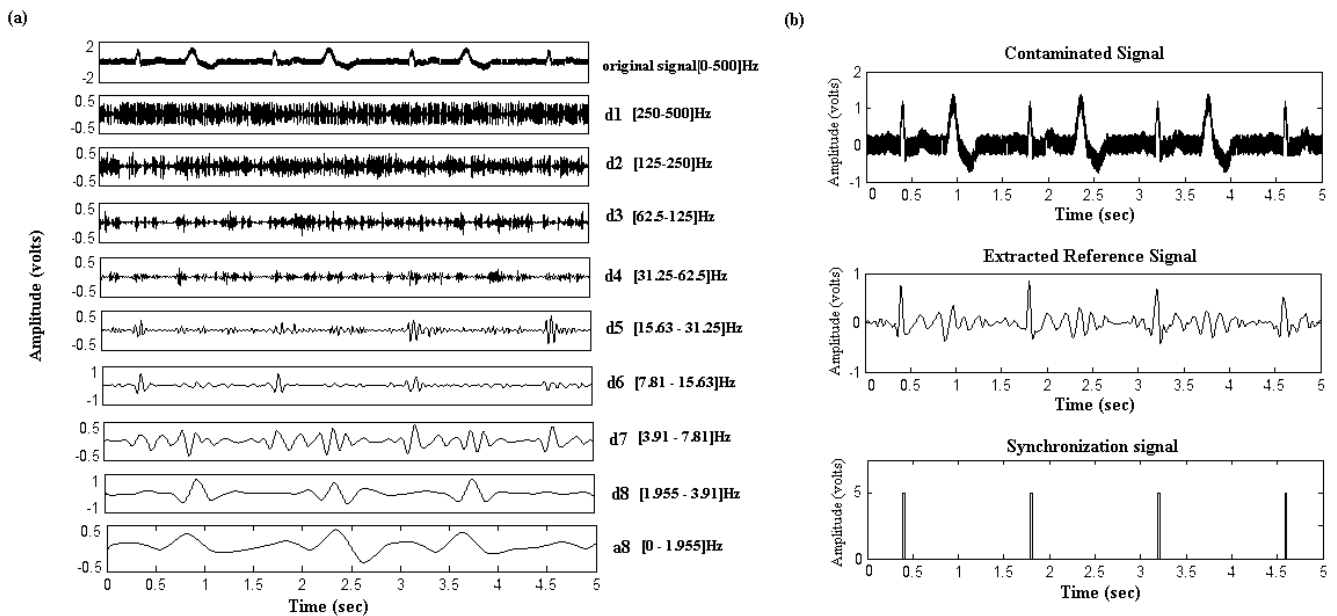 (a)
2
-2
original signal[0-500]Hz
0.5
-0.5
d1 [250-500]Hz
0.5
-0.5
d2 [125-250]Hz
0.5
-0.5
d3 [62.5-125]Hz
0.5
-0.5
d4 [31.25-62.5]Hz
0.5
-0.5
d5 [15.63 - 31.25]Hz
1
-1
d6 [7.81 - 15.63]Hz
0.5
-0.5
d7 [3.91 - 7.81]Hz
1
-1
d8 [1.955 - 3.91]Hz
0.5
-0.5
a8 [0 - 1.955]Hz
0 0.5 1 1.5 2 2.5 3 3.5 4 4.5 5
Time (sec)
Amplitude (volts)
(b)
Contaminated Signal
Amplitude (volts)
2
1
0
-1
0 0.5 1 1.5 2 2.5 3 3.5 4 4.5 5
Time (sec)
Extracted Reference Signal
Amplitude (volts)
1
0
-1
0 0.5 1 1.5 2 2.5 3 3.5 4 4.5 5
Time (sec)
Synchronization signal
Amplitude (volts)
5
0
0 0.5 1 1.5 2 2.5 3 3.5 4 4.5 5
Time (sec)